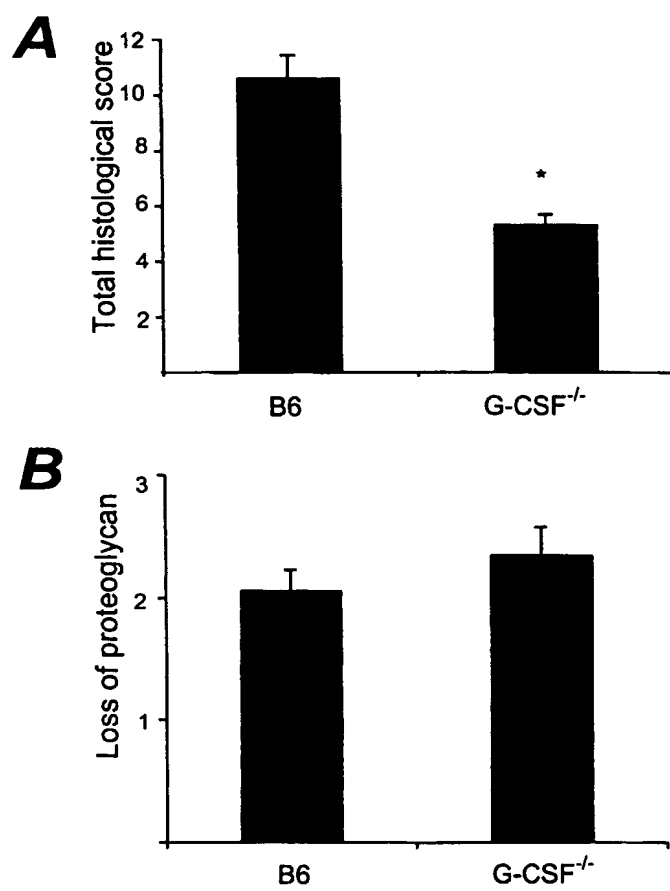 A
Total histological score
12
10
8
6
4
2
*
B6
G-CSF-/-
B
Loss of proteoglycan
3
2
1
B6
G-CSF-/-